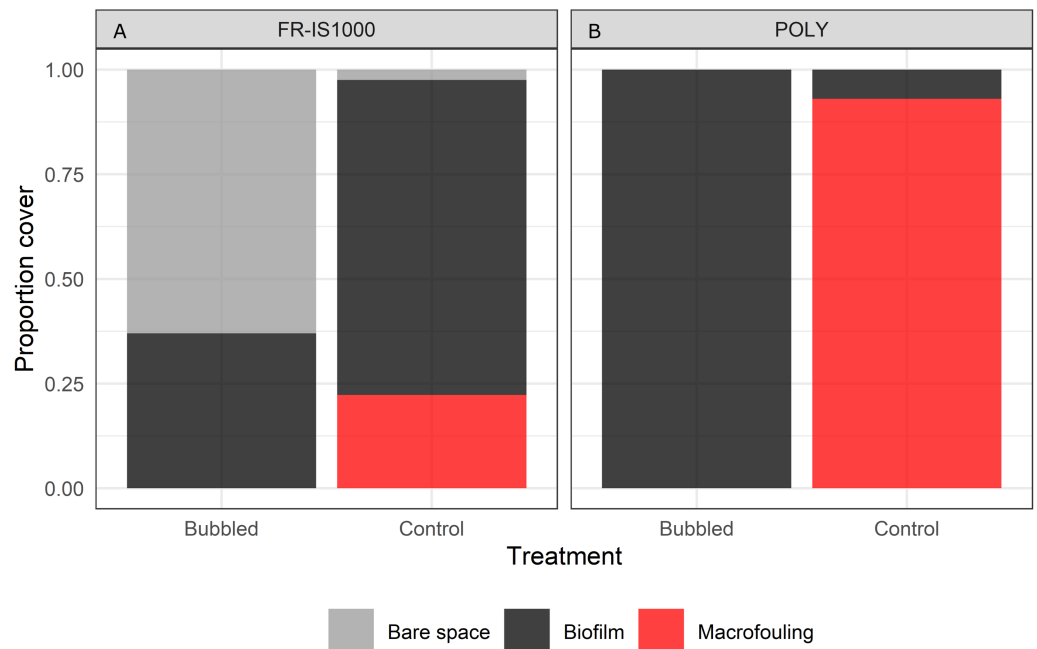 A FR-IS1000
B POLY
Proportion cover
1.00
0.75
0.50
0.25
0.00
Bubbled Control Bubbled Control
Treatment
Bare space Biofilm Macrofouling